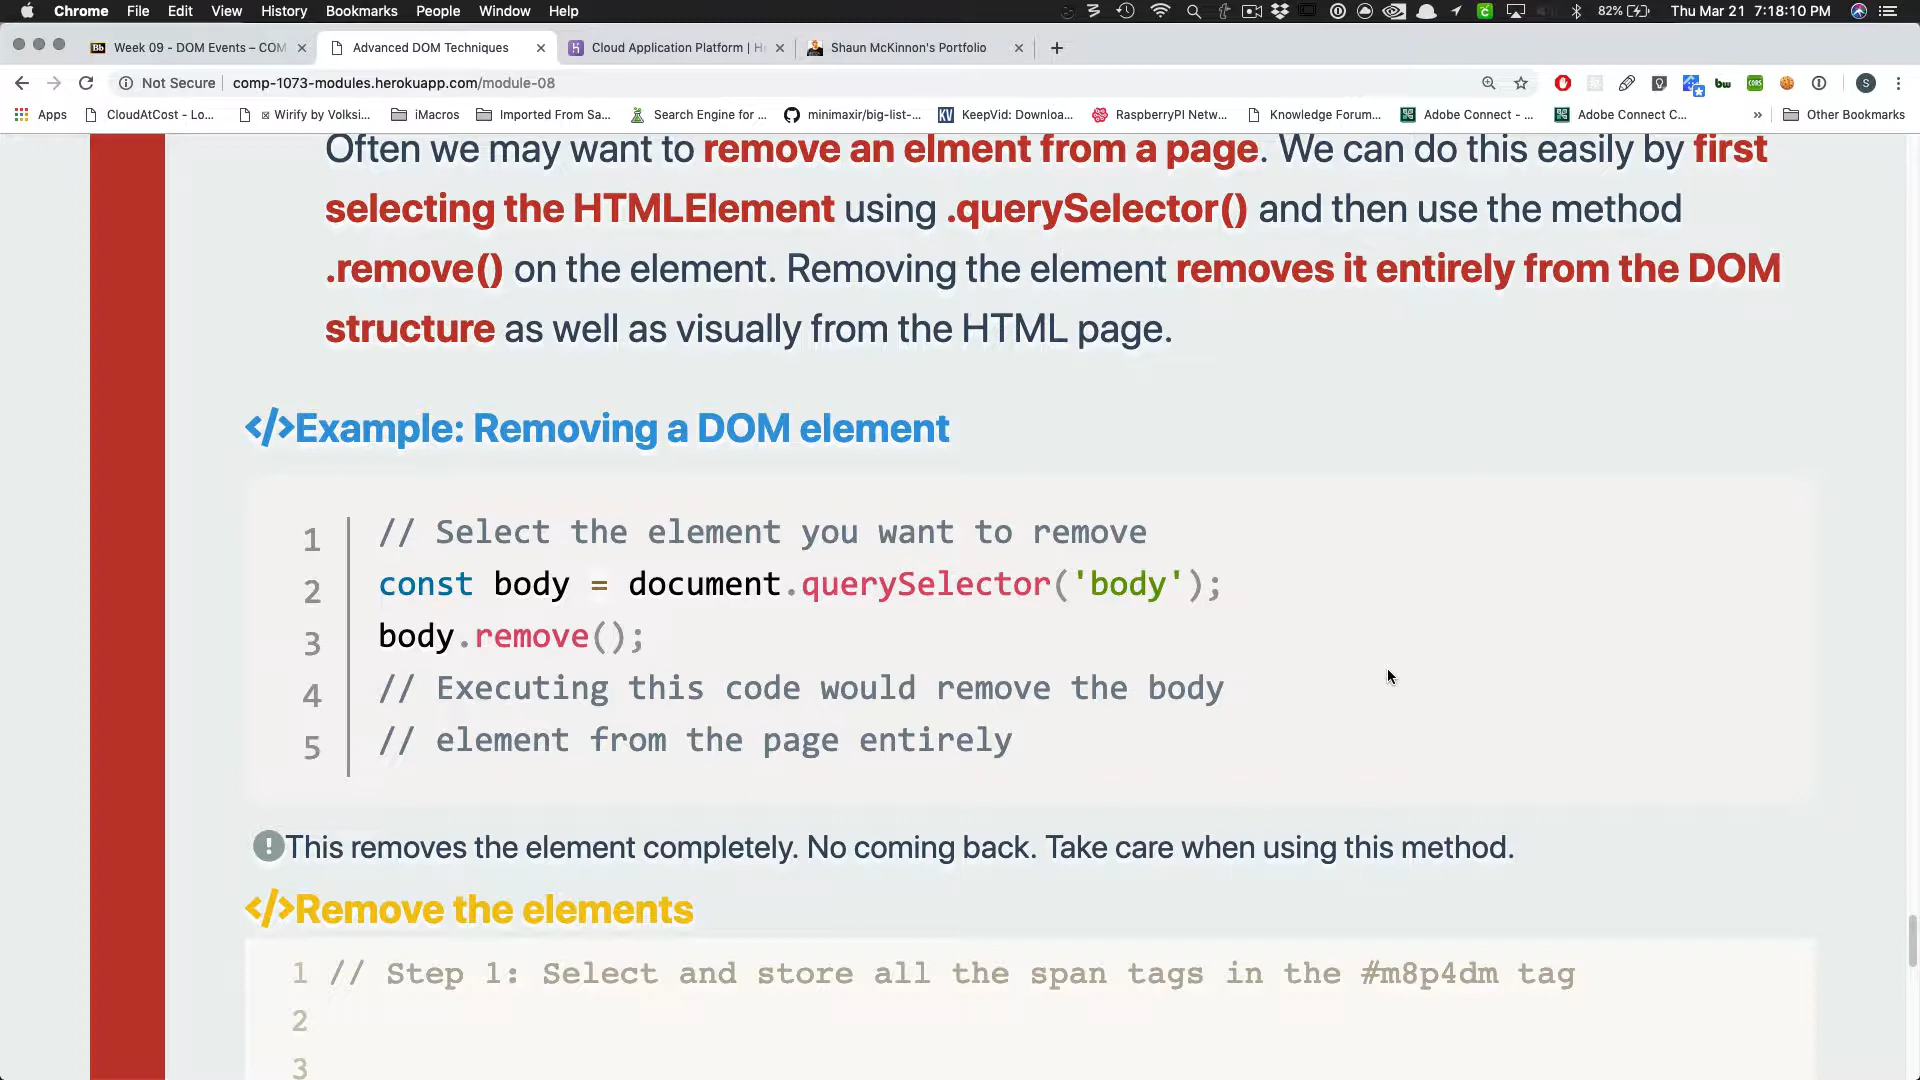 Chrome File Edit View History Bookmarks People Window Help 82% Thu Mar 21 7:18:10 PM
Bb Week 09 - DOM Events – COM Advanced DOM Techniques Cloud Application Platform | H Shaun McKinnon's Portfolio
Not Secure comp-1073-modules.herokuapp.com/module-08
Apps CloudAtCost - Lo... Wirify by Volksi... iMacros Imported From Sa... Search Engine for ... minimaxir/big-list-... KeepVid: Downloa... RaspberryPI Netw... Knowledge Forum... Adobe Connect - ... Adobe Connect C... » Other Bookmarks
Often we may want to remove an elment from a page. We can do this easily by first
selecting the HTMLElement using .querySelector() and then use the method
.remove() on the element. Removing the element removes it entirely from the DOM
structure as well as visually from the HTML page.
</>Example: Removing a DOM element
1 // Select the element you want to remove
2 const body = document.querySelector('body');
3 body.remove();
4 // Executing this code would remove the body
5 // element from the page entirely
This removes the element completely. No coming back. Take care when using this method.
</>Remove the elements
1 // Step 1: Select and store all the span tags in the #m8p4dm tag
2
3